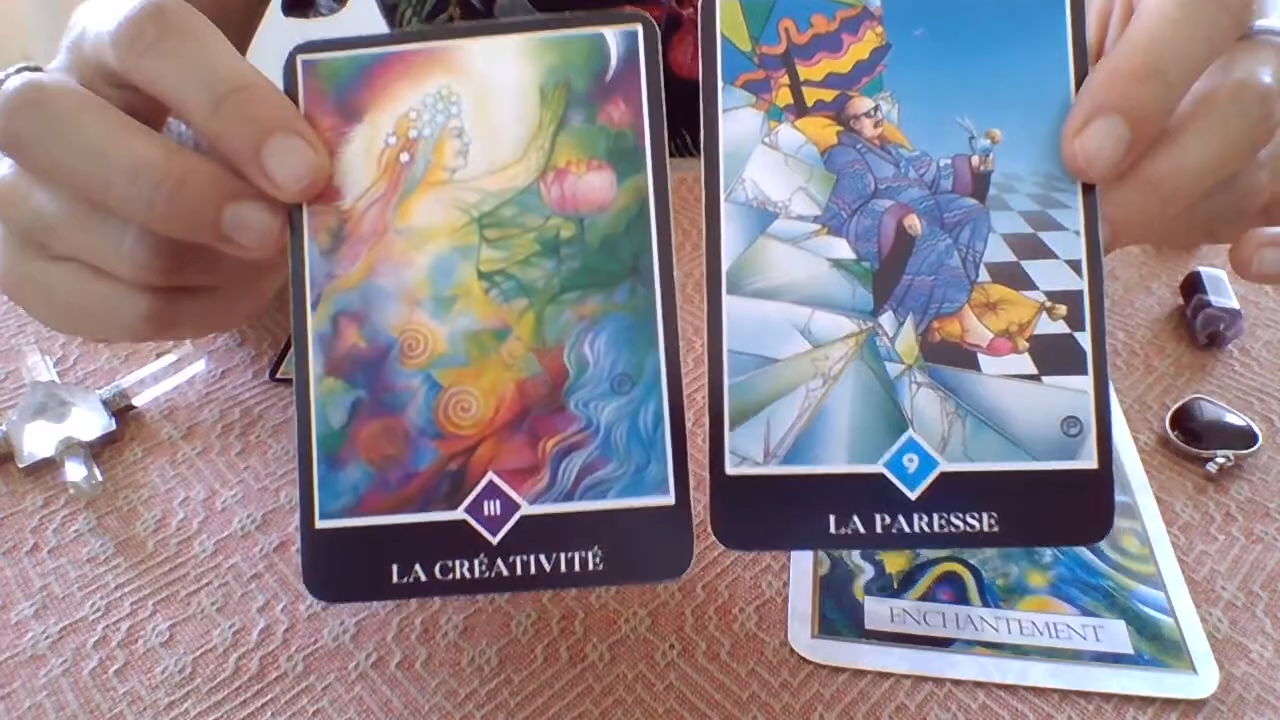 III
LA CRÉATIVITÉ
9
LA PARESSE
P
P
ENCHANTEMENT